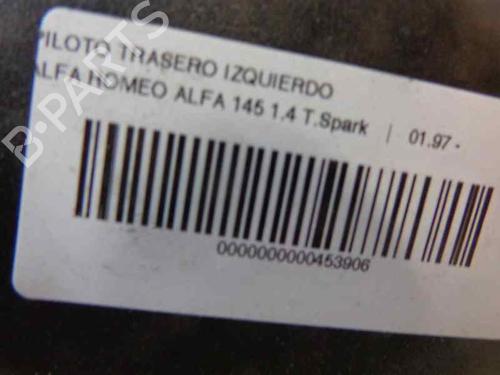 PILOTO TRASERO IZQUIERDO
ALFA ROMEO ALFA 145 1.4 T.Spark | 01.97 -
0000000000453906
B-PARTS